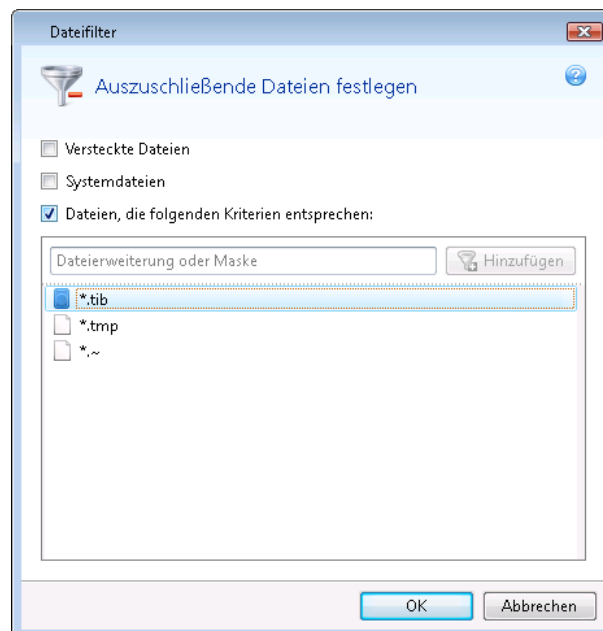 Dateifilter
Auszuschließende Dateien festlegen
Versteckte Dateien
Systemdateien
Dateien, die folgenden Kriterien entsprechen:
Dateierweiterung oder Maske Hinzufügen
*.tib
*.tmp
*.~
OK Abbrechen